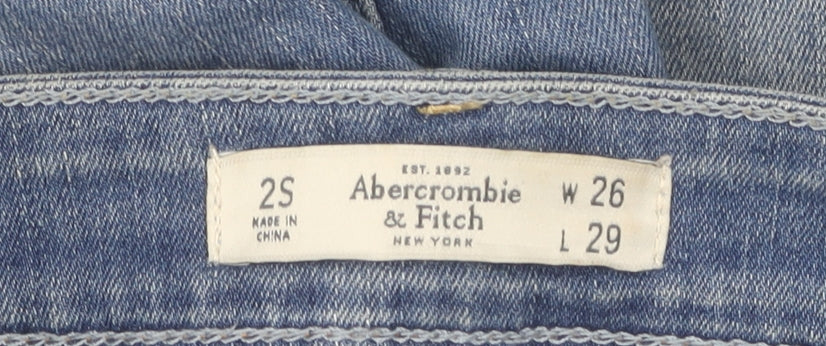 2S
MADE IN
CHINA
EST. 1892
Abercrombie
& Fitch
NEW YORK
W 26
L 29